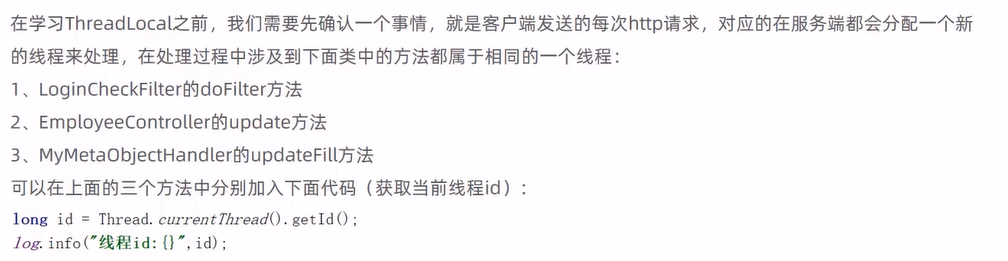 在学习ThreadLocal之前，我们需要先确认一个事情，就是客户端发送的每次http请求，对应的在服务端都会分配一个新
的线程来处理，在处理过程中涉及到下面类中的方法都属于相同的一个线程：
1、LoginCheckFilter的doFilter方法
2、EmployeeController的update方法
3、MyMetaObjectHandler的updateFill方法
可以在上面的三个方法中分别加入下面代码（获取当前线程id）：
long id = Thread.currentThread().getId();
log.info("线程id:{}",id);